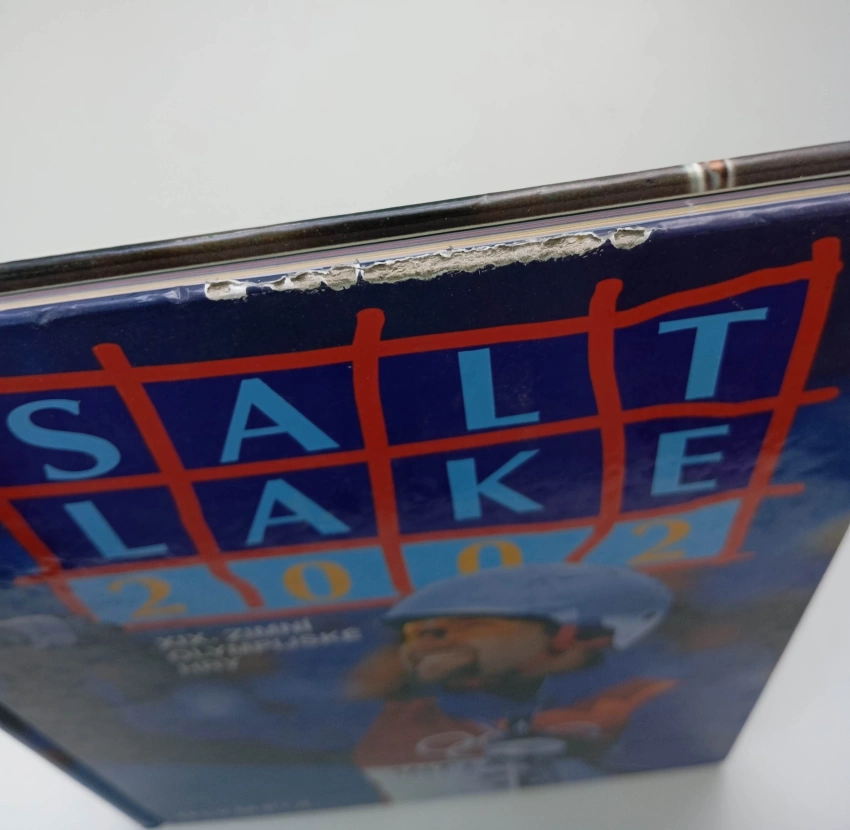 SALT
LAKE
2002
XIX. ZIMNÍ
OLYMPIJSKÉ
HRY